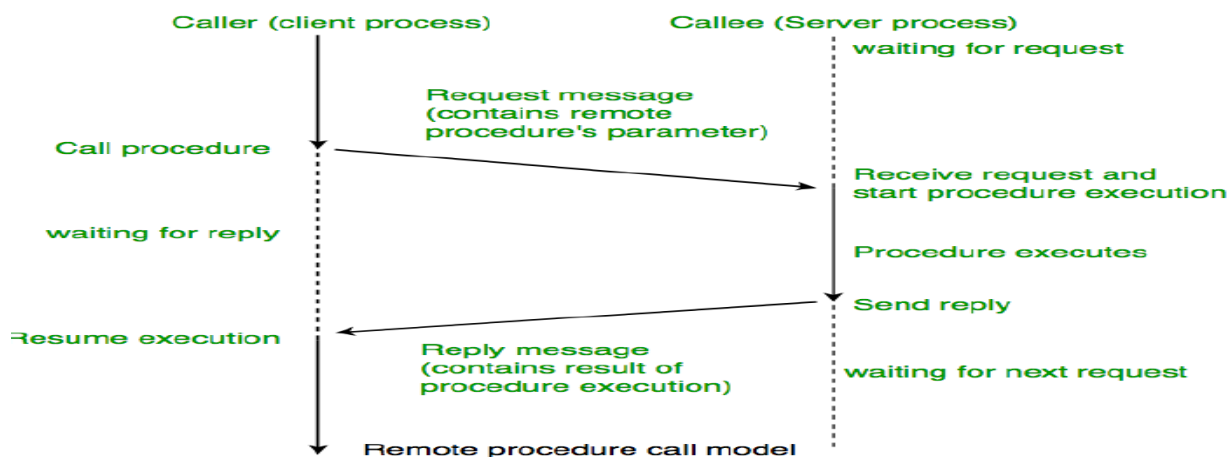 Caller (client process)
Callee (Server process)
waiting for request
Request message
(contains remote
procedure's parameter)
Call procedure
Receive request and
start procedure execution
waiting for reply
Procedure executes
Send reply
Resume execution
Reply message
(contains result of
procedure execution)
waiting for next request
Remote procedure call model